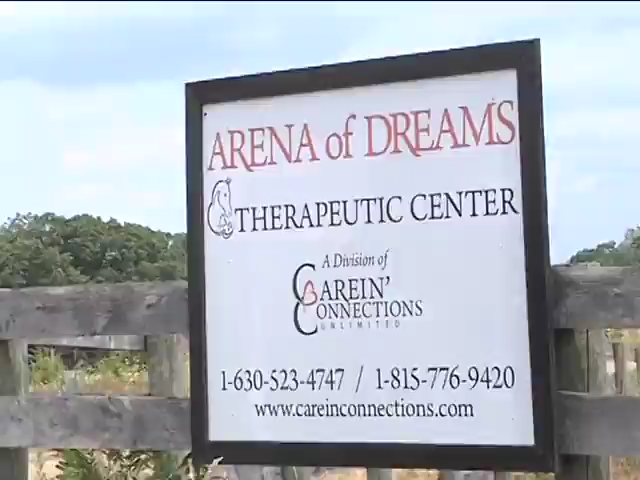 ARENA of DREAMS
THERAPEUTIC CENTER
A Division of
CAREIN'
CONNECTIONS
UNLIMITED
1-630-523-4747 / 1-815-776-9420
www.careinconnections.com